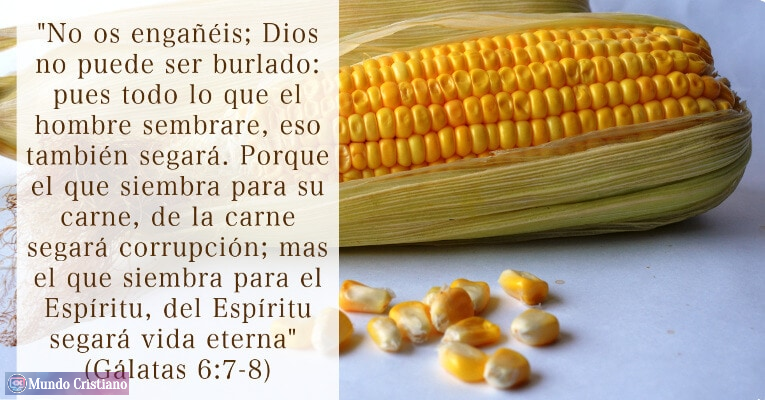 "No os engañéis; Dios
no puede ser burlado:
pues todo lo que el
hombre sembrare, eso
también segará. Porque
el que siembra para su
carne, de la carne
segará corrupción; mas
el que siembra para el
Espíritu, del Espíritu
segará vida eterna"
(Gálatas 6:7-8)
Mundo Cristiano